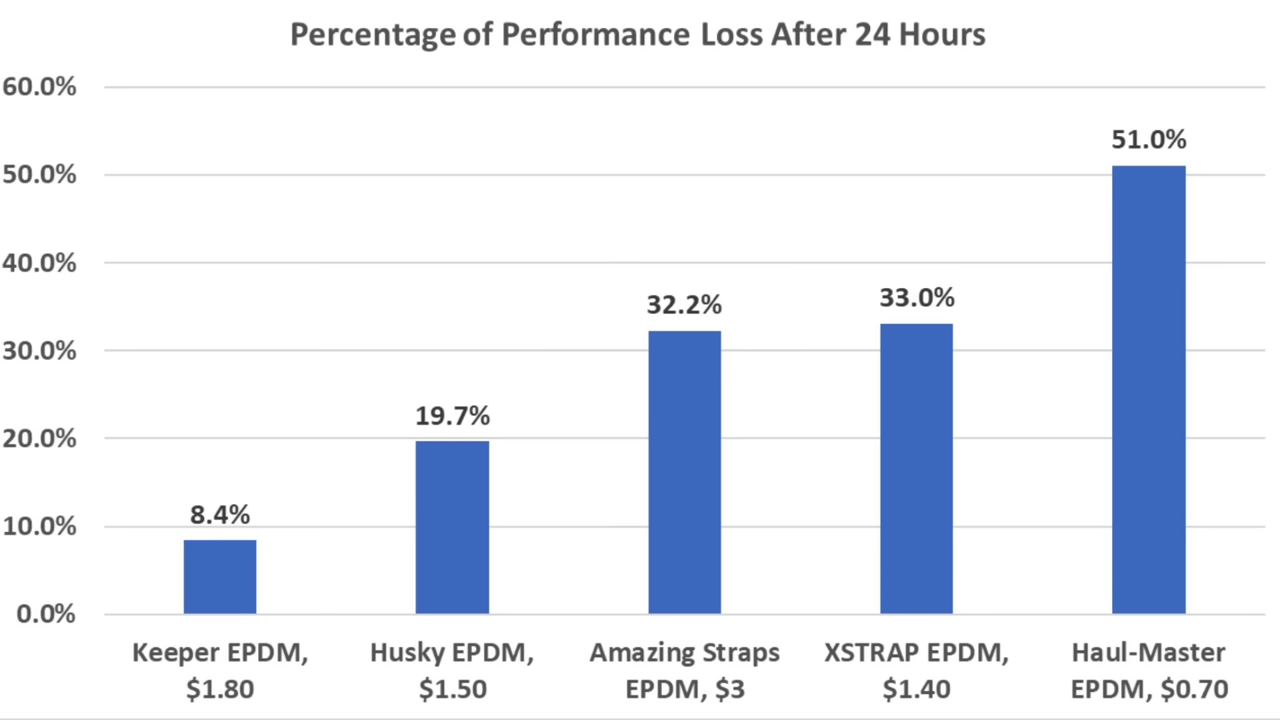 Percentage of Performance Loss After 24 Hours
60.0%
50.0%
40.0%
30.0%
20.0%
10.0%
0.0%
8.4%
19.7%
32.2%
33.0%
51.0%
Keeper EPDM,
$1.80
Husky EPDM,
$1.50
Amazing Straps
EPDM, $3
XSTRAP EPDM,
$1.40
Haul-Master
EPDM, $0.70